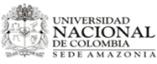 UNIVERSIDAD
NACIONAL
DE COLOMBIA
SEDE AMAZONIA